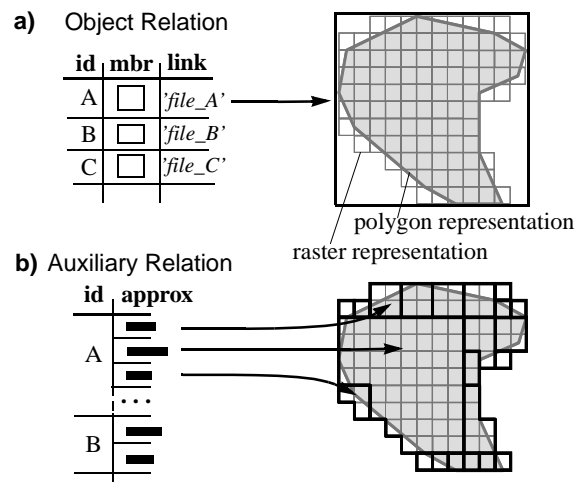 a) Object Relation
id mbr link
A 'file_A'
B 'file_B'
C 'file_C'
polygon representation
raster representation
b) Auxiliary Relation
id approx
A
. . .
B